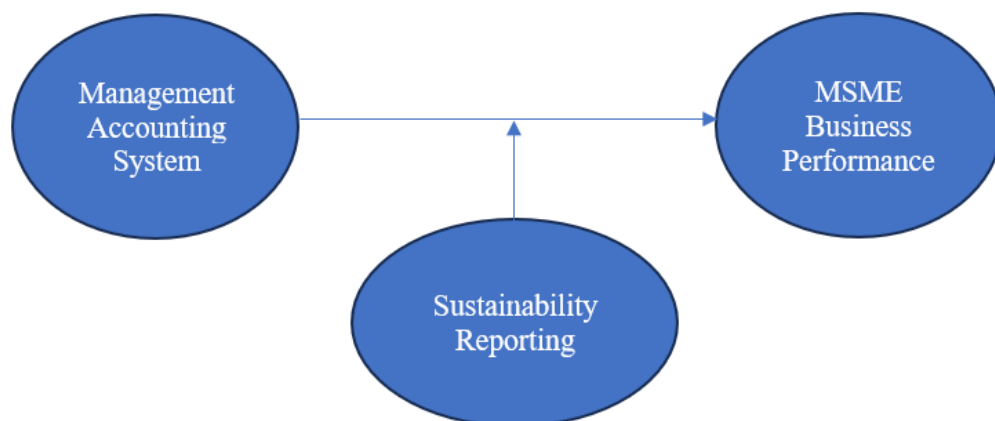 Management
Accounting
System
MSME
Business
Performance
Sustainability
Reporting